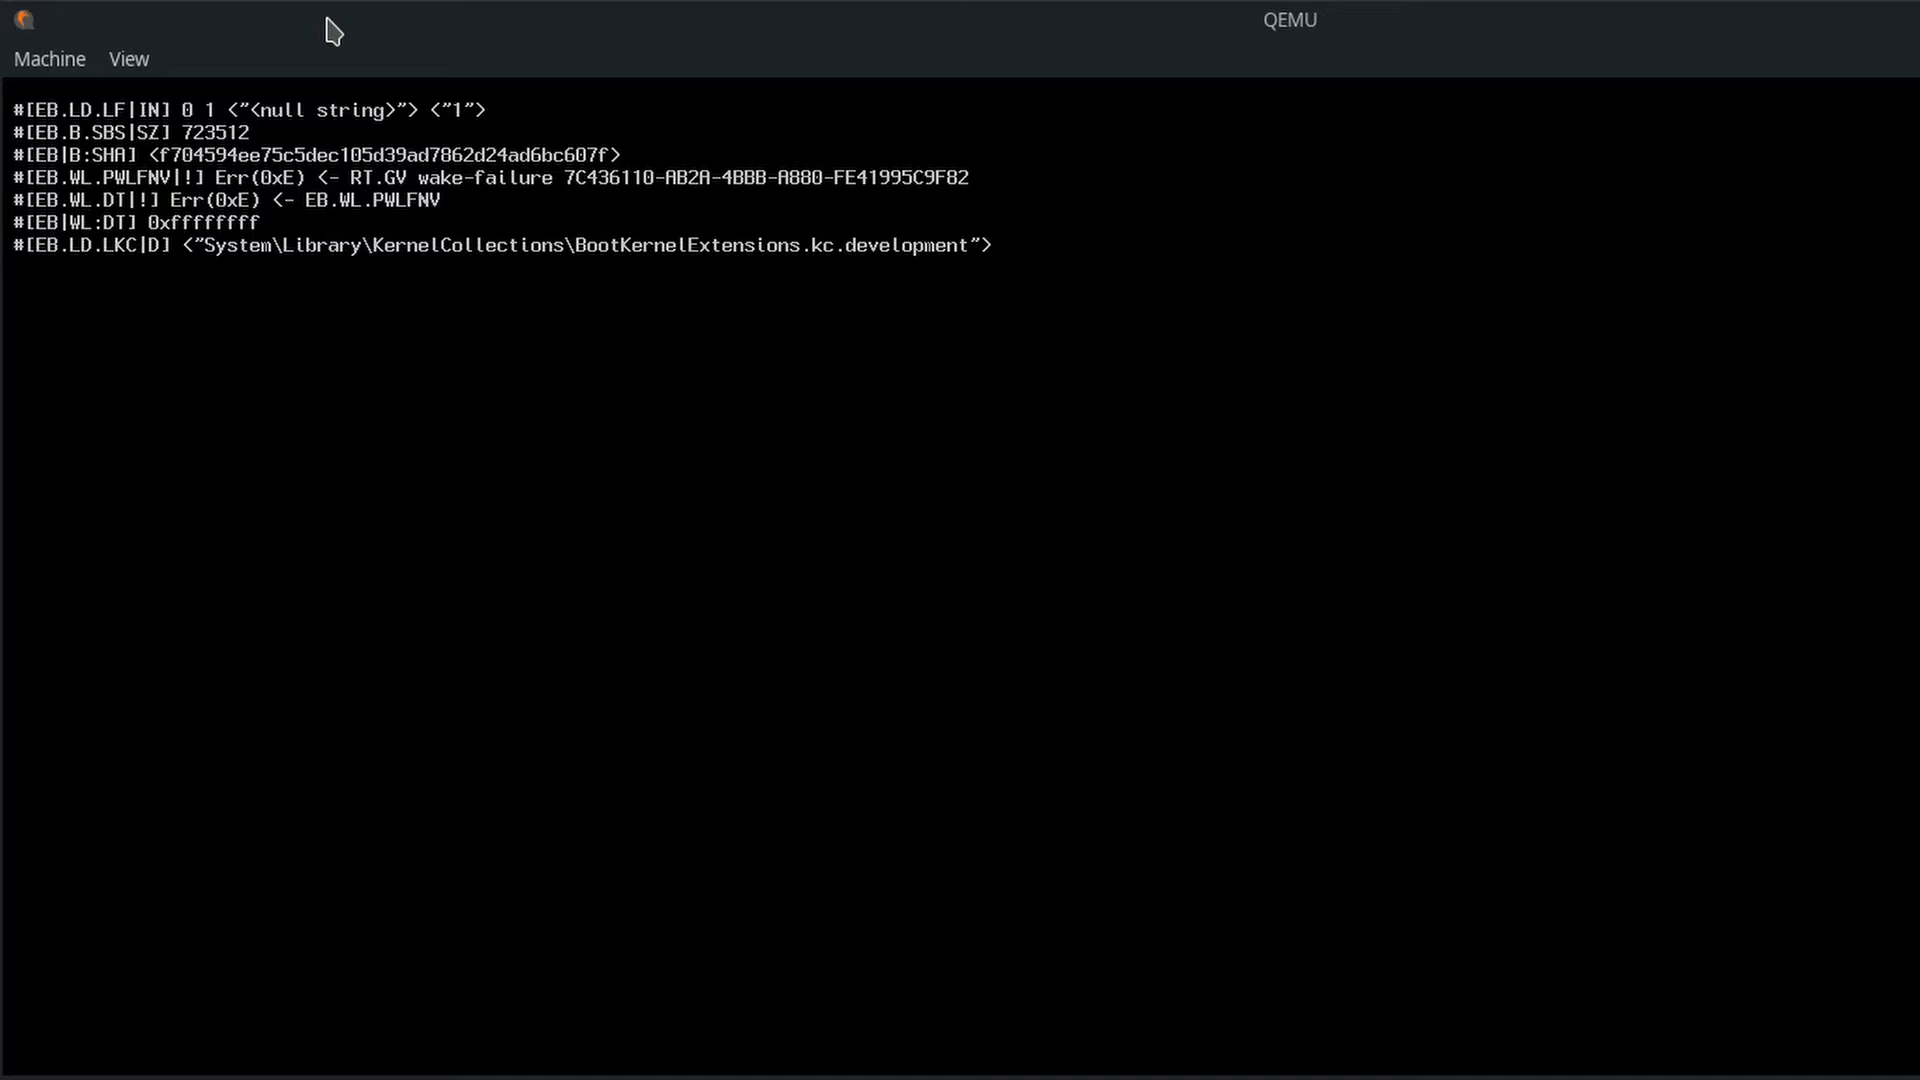 QEMU
Machine View
#[EB.LD.LF|IN] 0 1 <"<null string>"> <"1">
#[EB.B.SBS|SZ] 723512
#[EB|B:SHA] <f704594ee75c5dec105d39ad7862d24ad6bc607f>
#[EB.WL.PWLFNV|!] Err(0xE) <- RT.GV wake-failure 7C436110-AB2A-4BBB-A880-FE41995C9F82
#[EB.WL.DT|!] Err(0xE) <- EB.WL.PWLFNV
#[EB|WL:DT] 0xffffffff
#[EB.LD.LKC|D] <"System\Library\KernelCollections\BootKernelExtensions.kc.development">